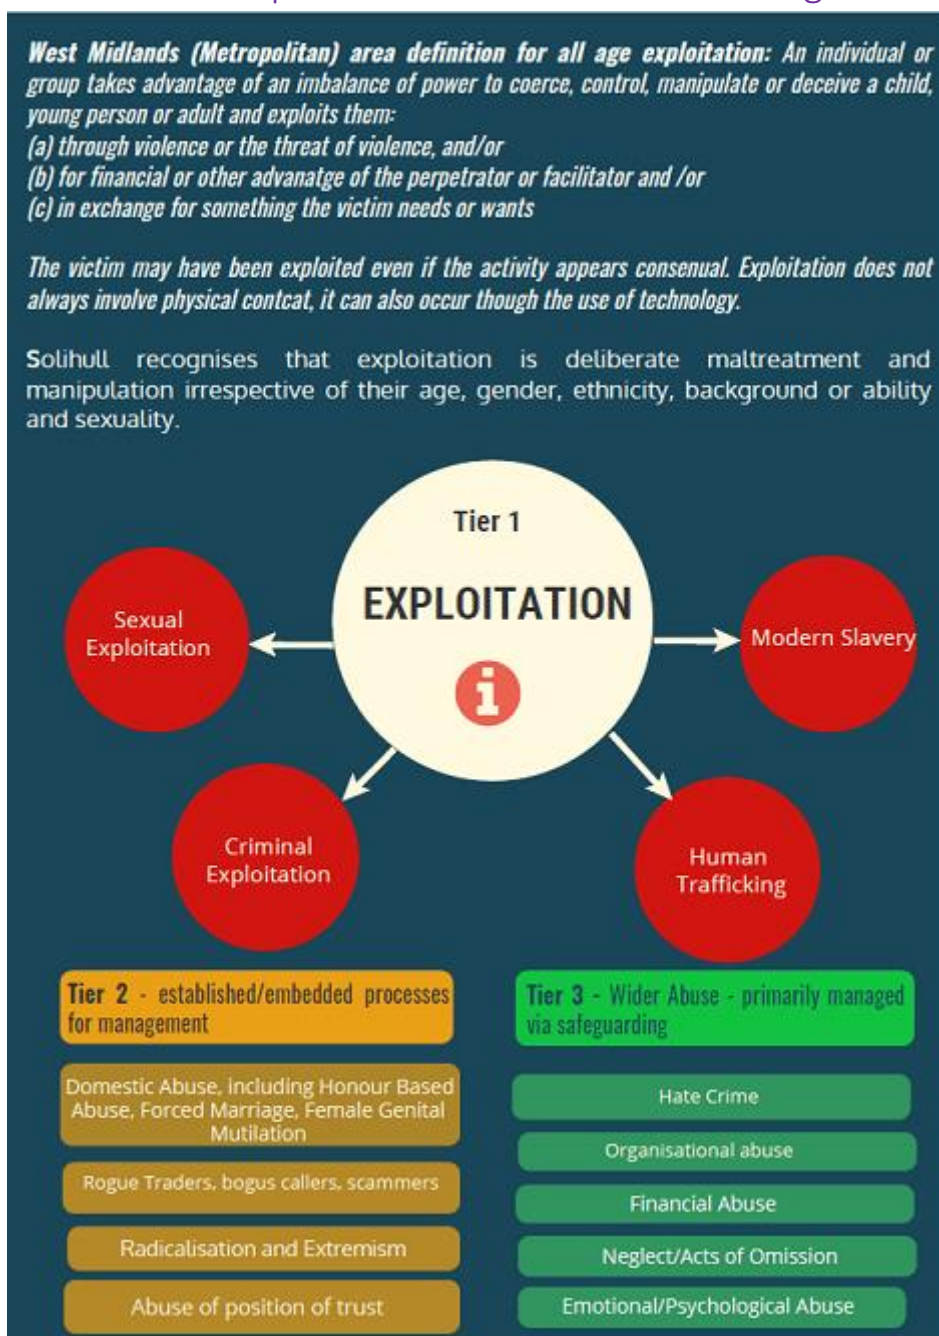 West Midlands (Metropolitan) area definition for all age exploitation: An individual or
group takes advantage of an imbalance of power to coerce, control, manipulate or deceive a child,
young person or adult and exploits them:
(a) through violence or the threat of violence, and/or
(b) for financial or other advanatge of the perpetrator or facilitator and /or
(c) in exchange for something the victim needs or wants
The victim may have been exploited even if the activity appears consenual. Exploitation does not
always involve physical contcat, it can also occur though the use of technology.
Solihull recognises that exploitation is deliberate maltreatment and
manipulation irrespective of their age, gender, ethnicity, background or ability
and sexuality.
Tier 1
EXPLOITATION
i
Sexual
Exploitation
Modern Slavery
Criminal
Exploitation
Human
Trafficking
Tier 2 - established/embedded processes
for management
Domestic Abuse, including Honour Based
Abuse, Forced Marriage, Female Genital
Mutilation
Rogue Traders, bogus callers, scammers
Radicalisation and Extremism
Abuse of position of trust
Tier 3 - Wider Abuse - primarily managed
via safeguarding
Hate Crime
Organisational abuse
Financial Abuse
Neglect/Acts of Omission
Emotional/Psychological Abuse